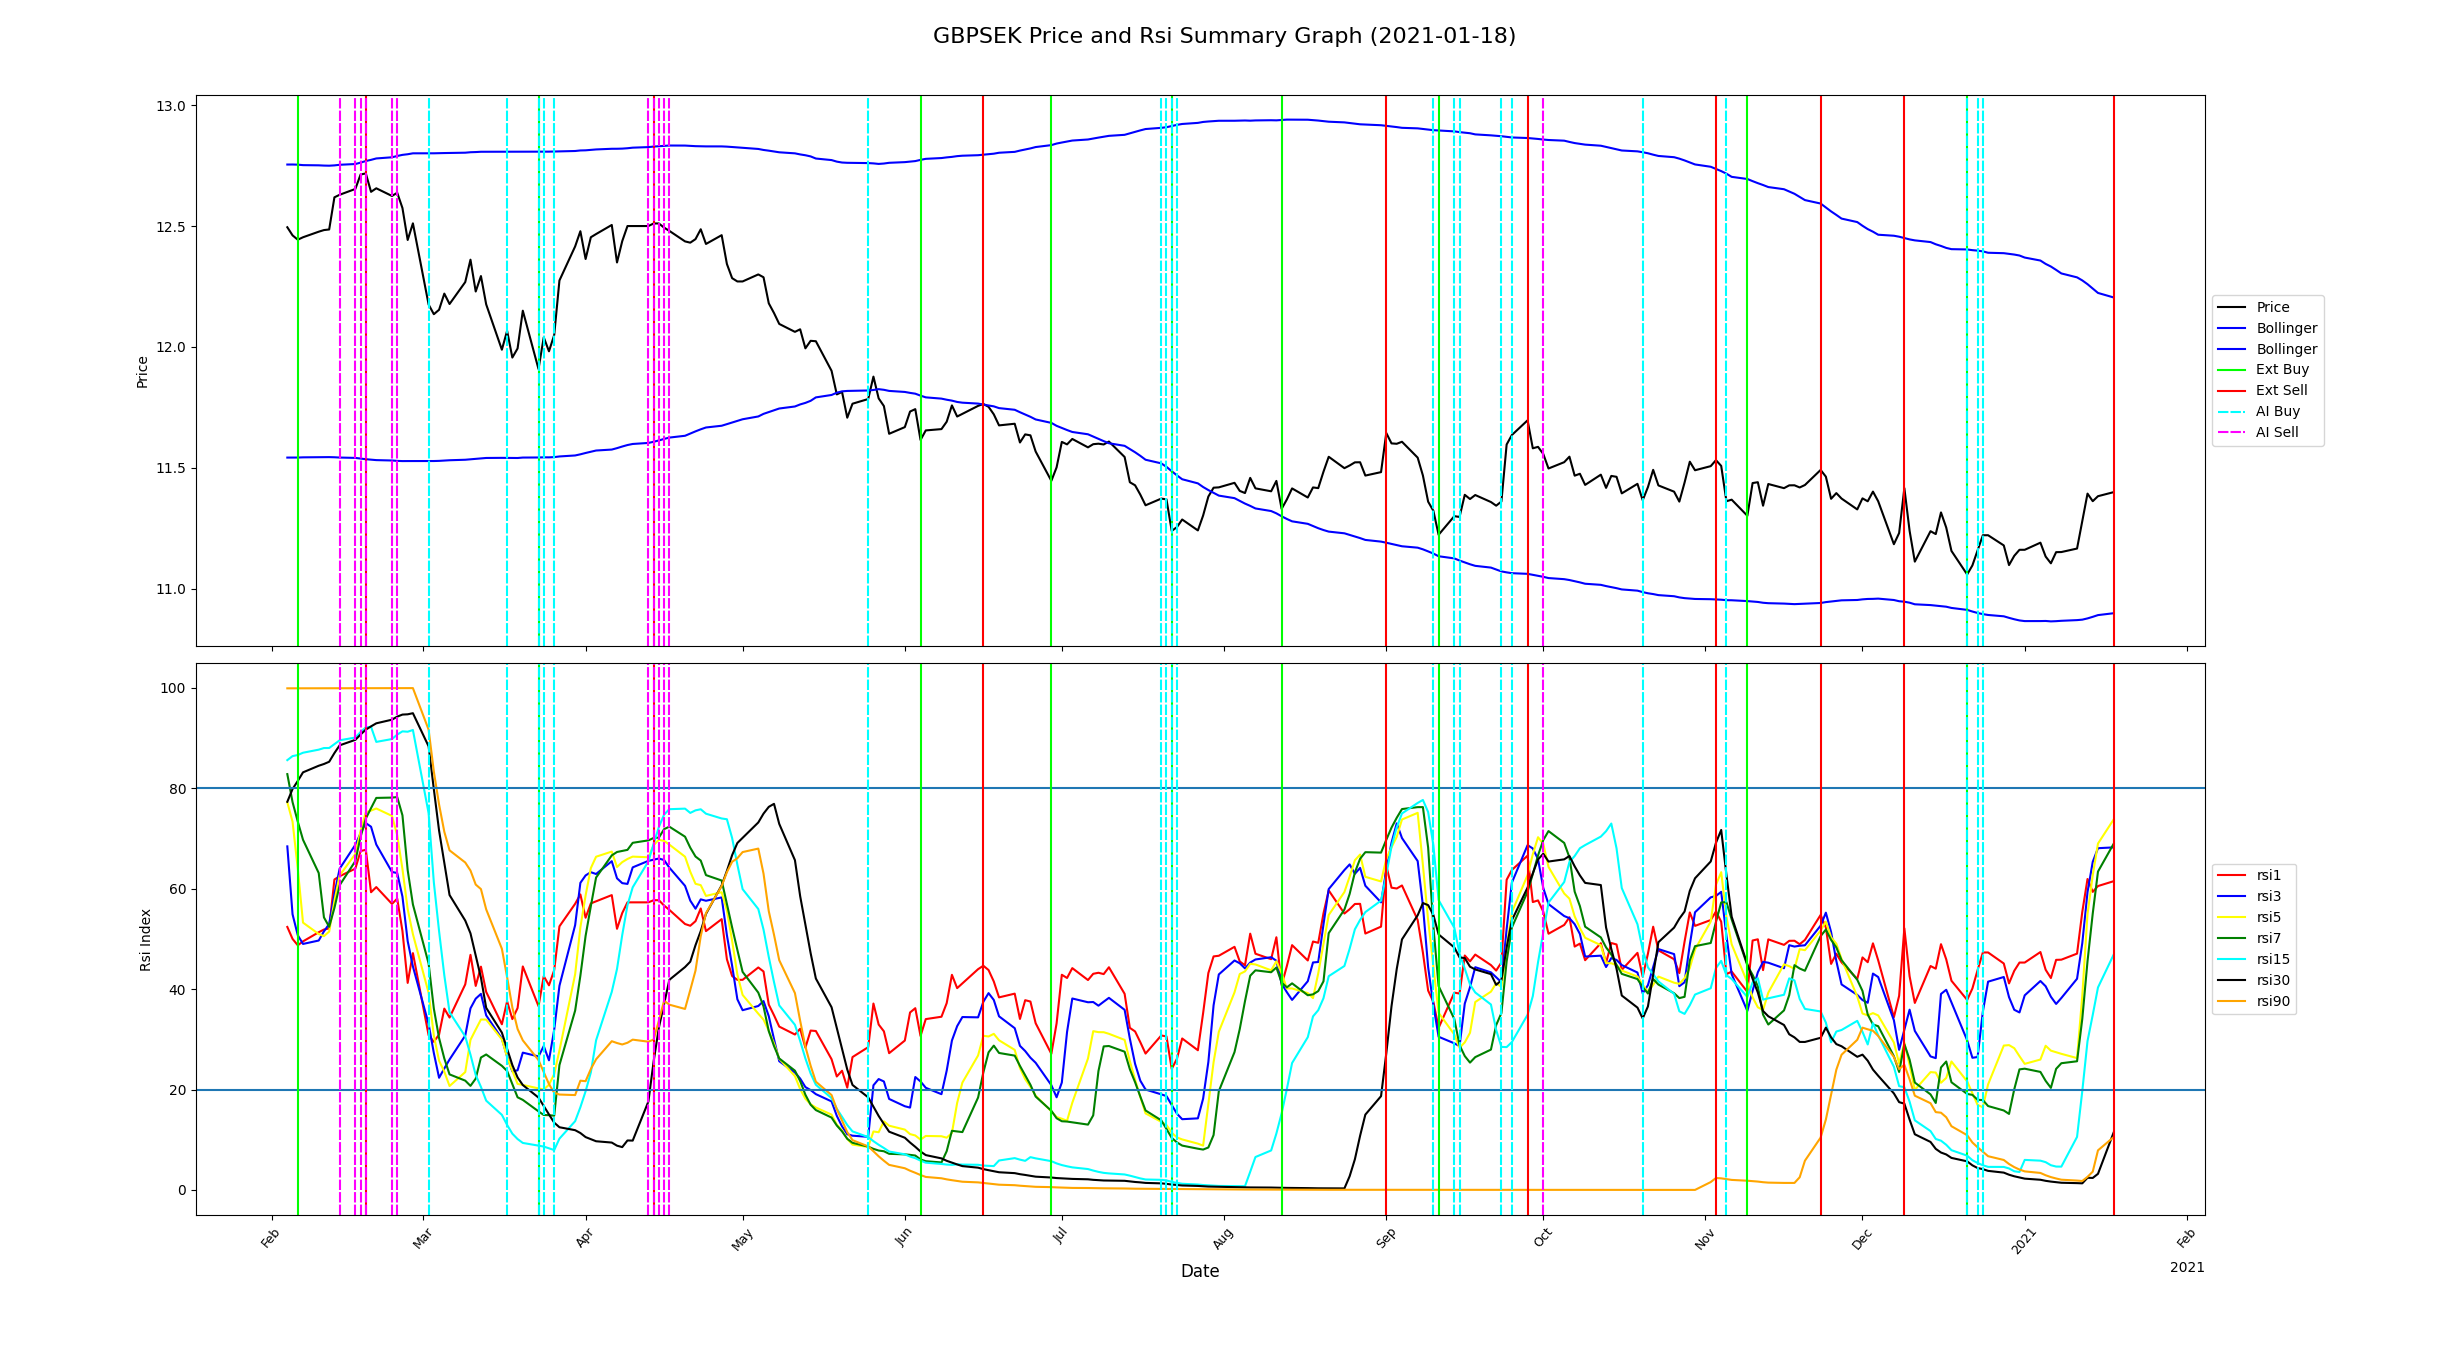 GBPSEK Price and Rsi Summary Graph (2021-01-18)
13.0
12.5
12.0
11.5
11.0
Price
Price
Bollinger
Bollinger
Ext Buy
Ext Sell
AI Buy
AI Sell
100
80
60
40
20
0
Rsi Index
rsi1
rsi3
rsi5
rsi7
rsi15
rsi30
rsi90
Feb Mar Apr May Jun Jul Aug Sep Oct Nov Dec 2021 Feb
Date
2021